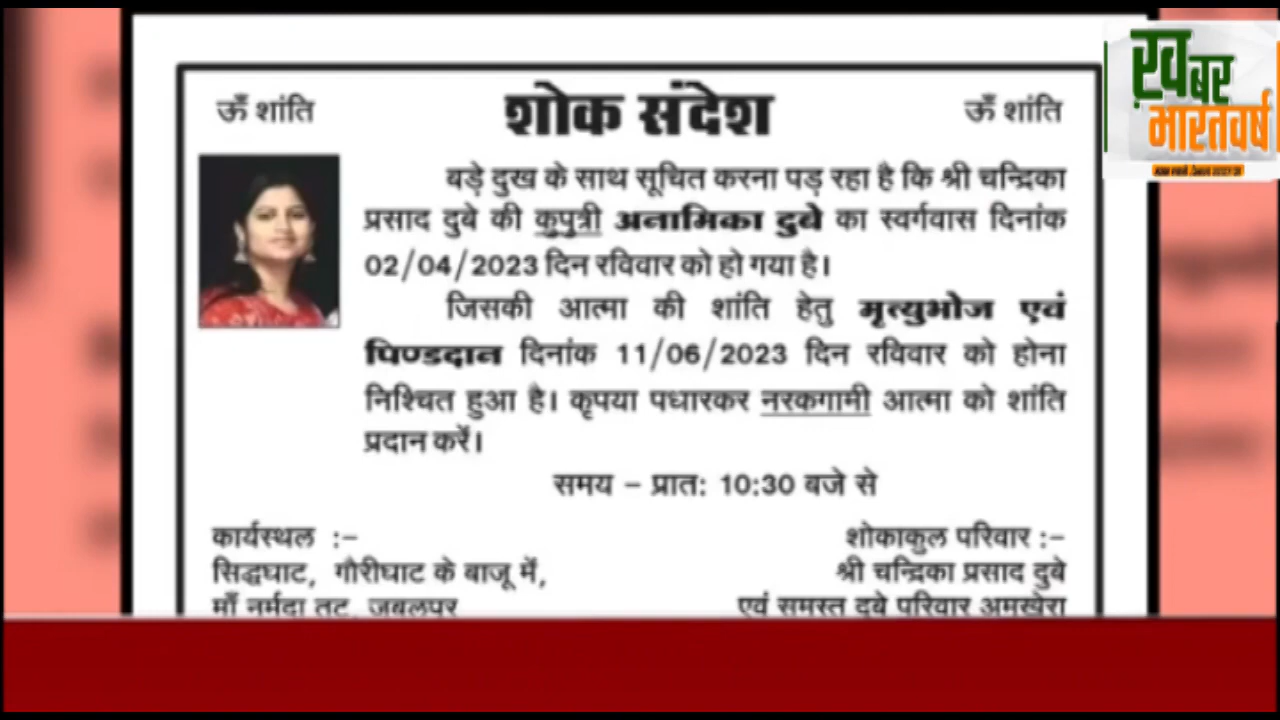 ख़बर
भारतवर्ष
ॐ शांति
शोक संदेश
ॐ शांति
बड़े दुख के साथ सूचित करना पड़ रहा है कि श्री चन्द्रिका
प्रसाद दुबे की कुपुत्री अनामिका दुबे का स्वर्गवास दिनांक
02/04/2023 दिन रविवार को हो गया है।
जिसकी आत्मा की शांति हेतु मृत्युभोज एवं
पिण्डदान दिनांक 11/06/2023 दिन रविवार को होना
निश्चित हुआ है। कृपया पधारकर नरकगामी आत्मा को शांति
प्रदान करें।
समय – प्रात: 10:30 बजे से
कार्यस्थल :–
सिद्धघाट, गौरीघाट के बाजू में,
माँ नर्मदा तट, जबलपुर
शोकाकुल परिवार :–
श्री चन्द्रिका प्रसाद दुबे
एवं समस्त दुबे परिवार अमखेरा